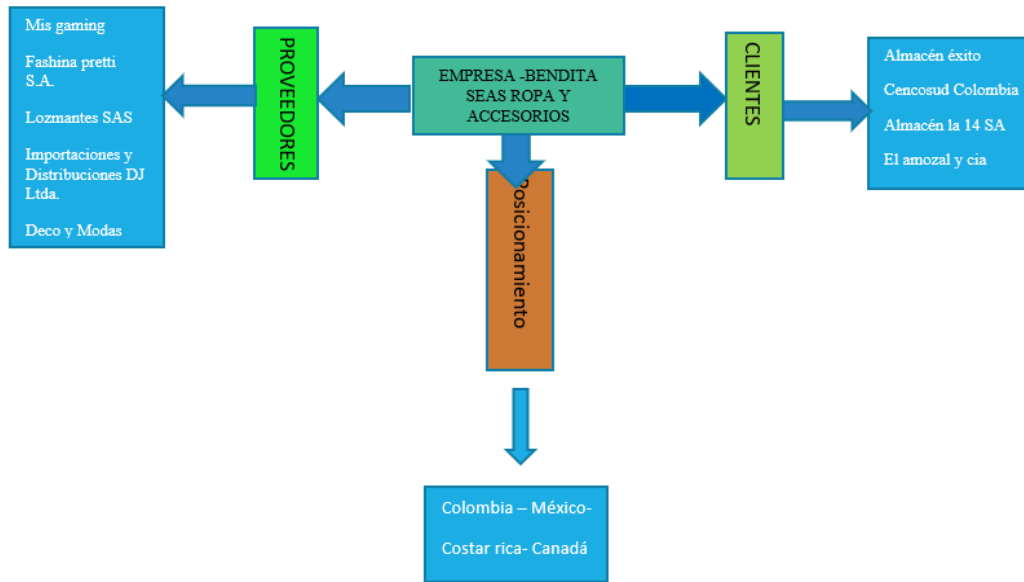 Mis gaming
Fashina pretti
S.A.
Lozmantes SAS
Importaciones y
Distribuciones DJ
Ltda.
Deco y Modas
PROVEEDORES
EMPRESA -BENDITA
SEAS ROPA Y
ACCESORIOS
CLIENTES
Almacén éxito
Cencosud Colombia
Almacén la 14 SA
El amozal y cia
Posicionamiento
Colombia – México-
Costar rica- Canadá